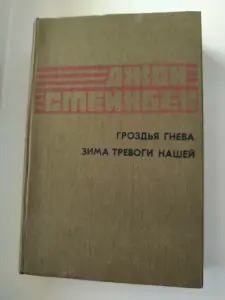 ДЖОН
СТЕЙНБЕК
ГРОЗДЬЯ ГНЕВА
ЗИМА ТРЕВОГИ НАШЕЙ